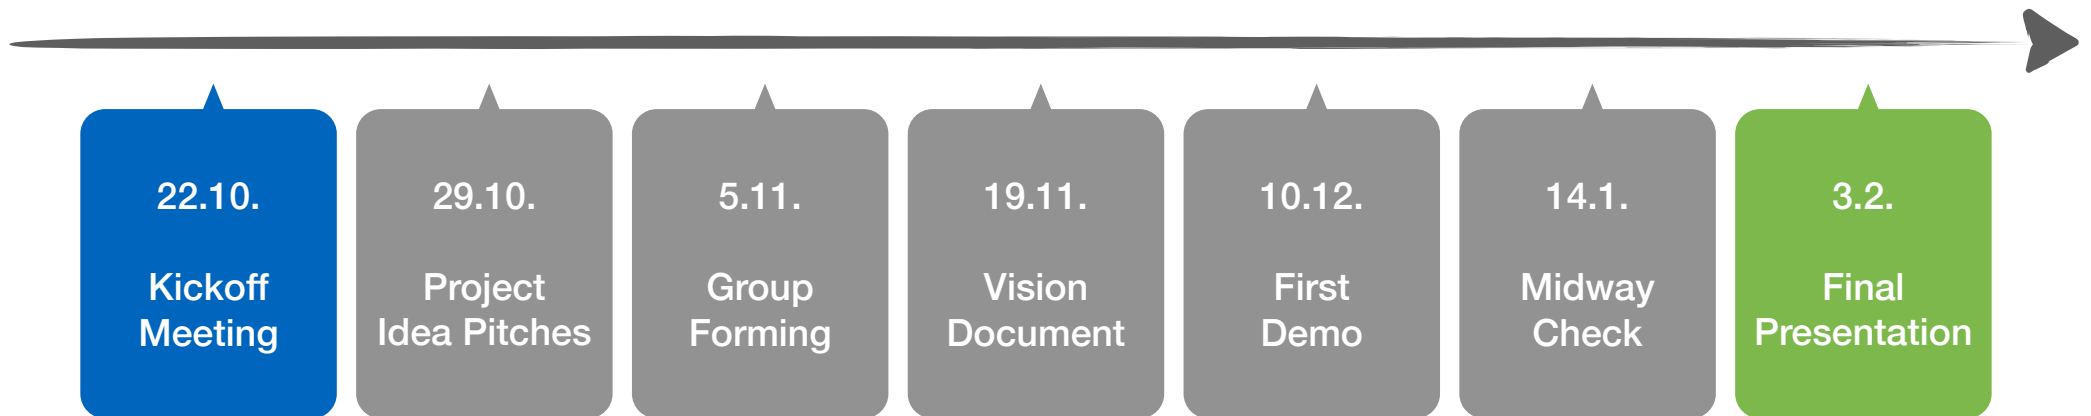 22.10.
Kickoff
Meeting
29.10.
Project
Idea Pitches
5.11.
Group
Forming
19.11.
Vision
Document
10.12.
First
Demo
14.1.
Midway
Check
3.2.
Final
Presentation